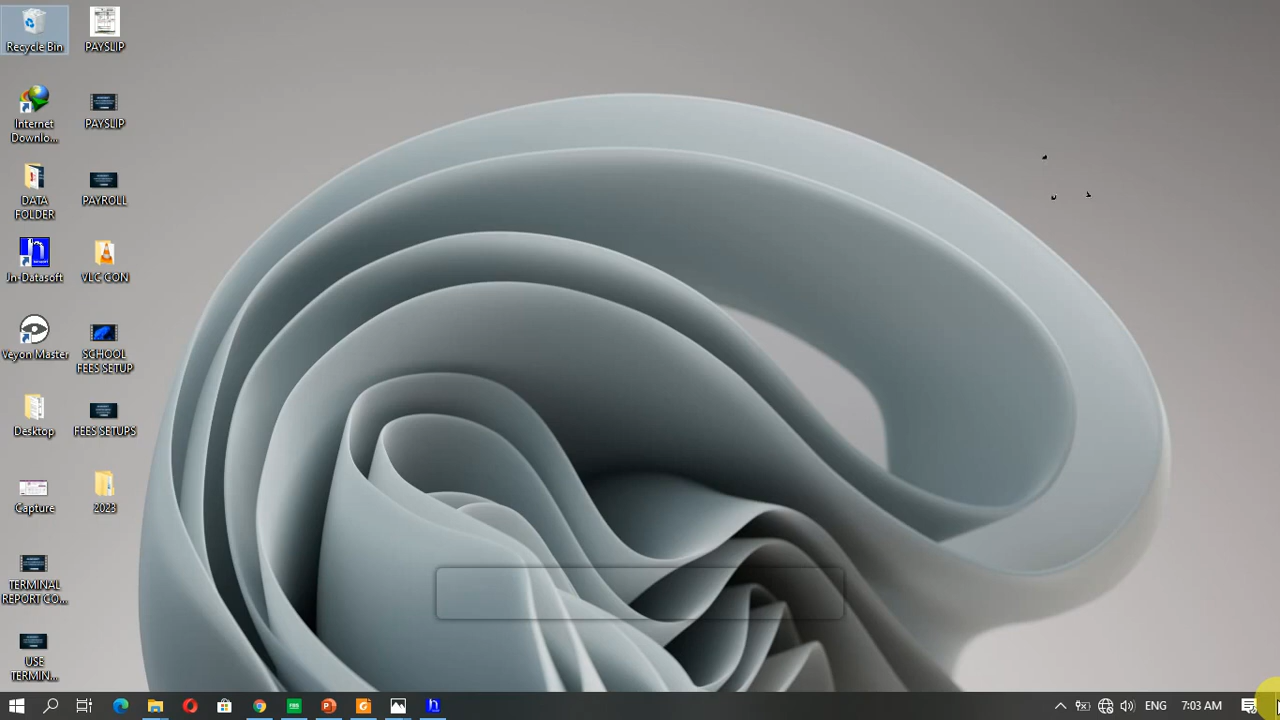 Recycle Bin
PAYSLIP
Internet
Downlo...
PAYSLIP
DATA
FOLDER
PAYROLL
Jn-Datasoft
VLC CON
Veyon Master
SCHOOL
FEES SETUP
Desktop
FEES SETUPS
Capture
2023
TERMINAL
REPORT CO...
USE
TERMIN...
FBS
ENG
7:03 AM